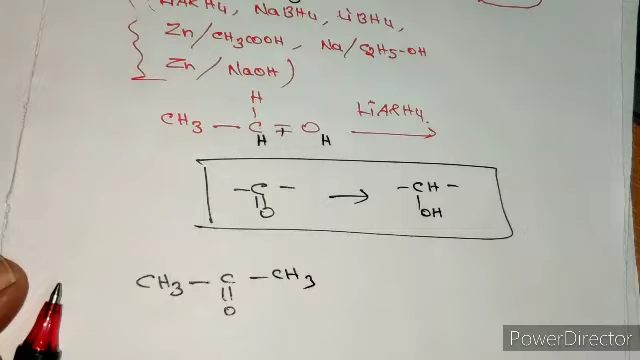 LiAlH4, NaBH4, LiBH4,
Zn/CH3COOH, Na/C2H5-OH
Zn/NaOH)
H
CH3 — C = O LiAlH4
H H
—C— → —CH—
O OH
CH3 — C — CH3
O
PowerDirector